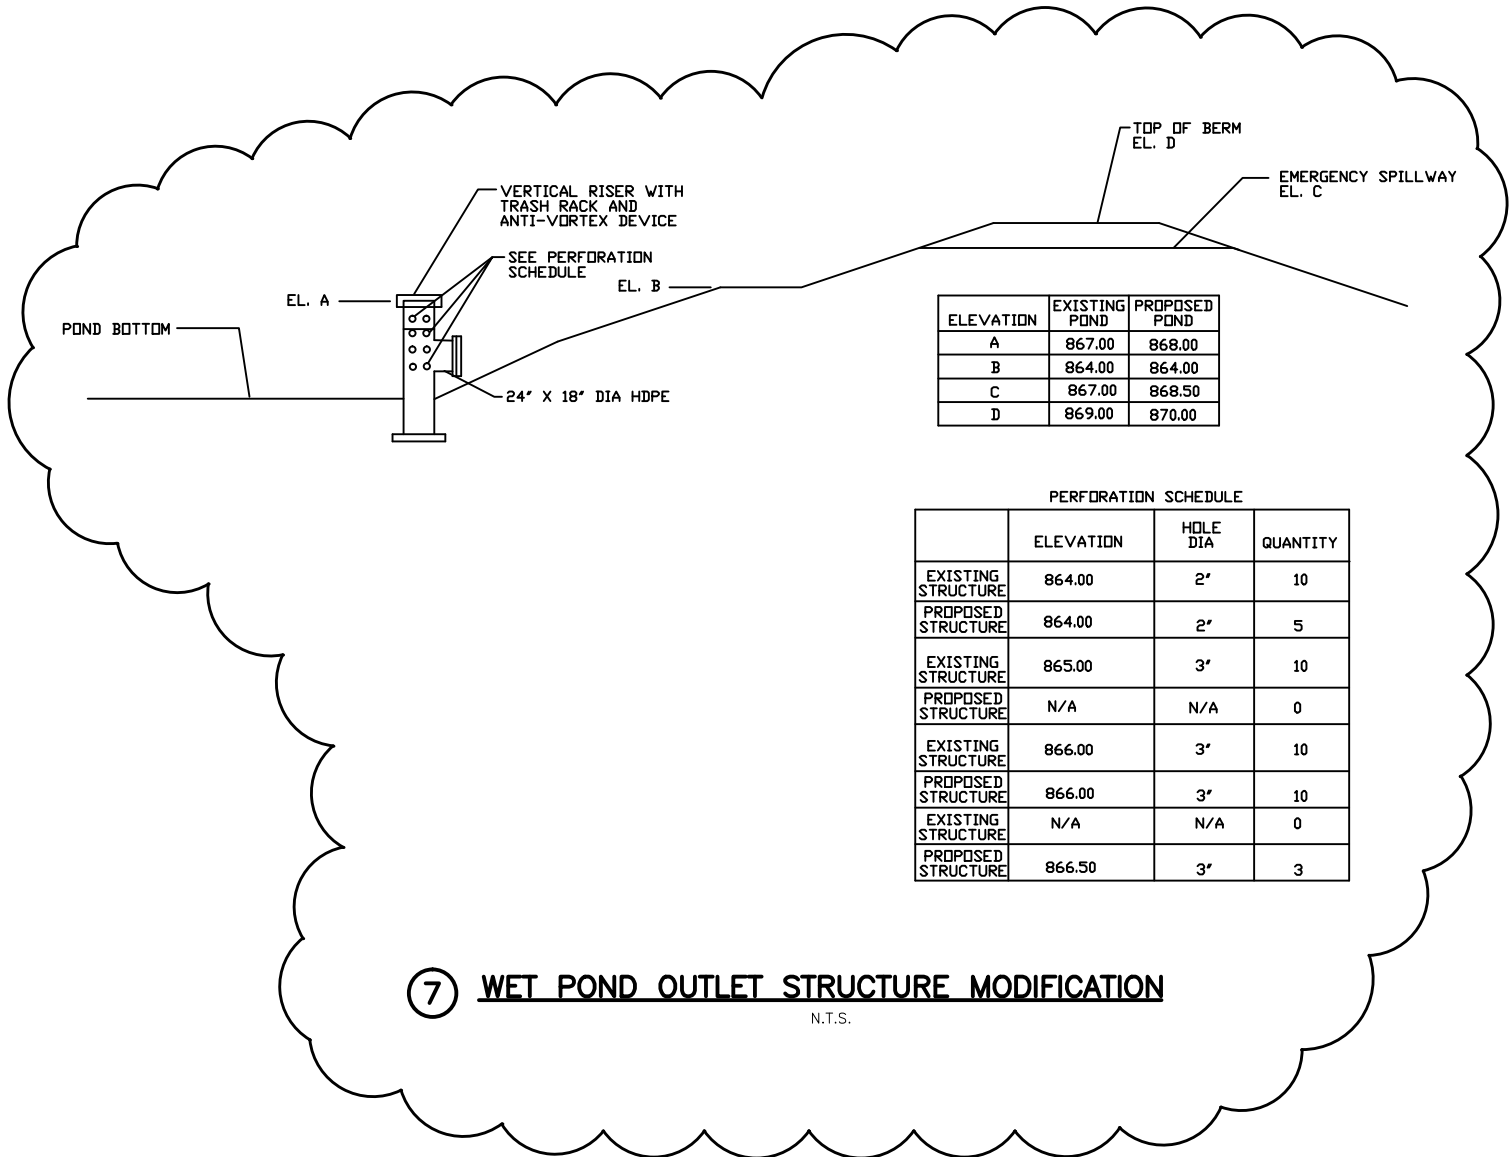 TOP OF BERM
EL. D
EMERGENCY SPILLWAY
EL. C
VERTICAL RISER WITH
TRASH RACK AND
ANTI-VORTEX DEVICE
SEE PERFORATION
SCHEDULE
EL. B
EL. A
POND BOTTOM
24" X 18" DIA HDPE
ELEVATION EXISTING POND PROPOSED POND
A 867.00 868.00
B 864.00 864.00
C 867.00 868.50
D 869.00 870.00
PERFORATION SCHEDULE
ELEVATION HOLE DIA QUANTITY
EXISTING STRUCTURE 864.00 2" 10
PROPOSED STRUCTURE 864.00 2" 5
EXISTING STRUCTURE 865.00 3" 10
PROPOSED STRUCTURE N/A N/A 0
EXISTING STRUCTURE 866.00 3" 10
PROPOSED STRUCTURE 866.00 3" 10
EXISTING STRUCTURE N/A N/A 0
PROPOSED STRUCTURE 866.50 3" 3
7 WET POND OUTLET STRUCTURE MODIFICATION
N.T.S.